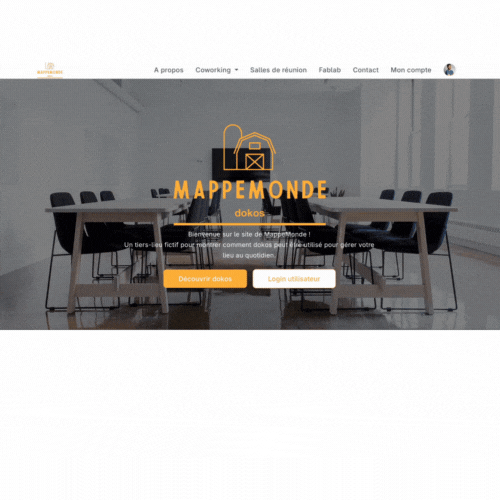 A propos Coworking Salles de réunion Fablab Contact Mon compte
MAPPEMONDE
dokos
Bienvenue sur le site de MappeMonde !
Un tiers-lieu fictif pour montrer comment dokos peut être utilisé pour gérer votre
lieu au quotidien.
Découvrir dokos Login utilisateur